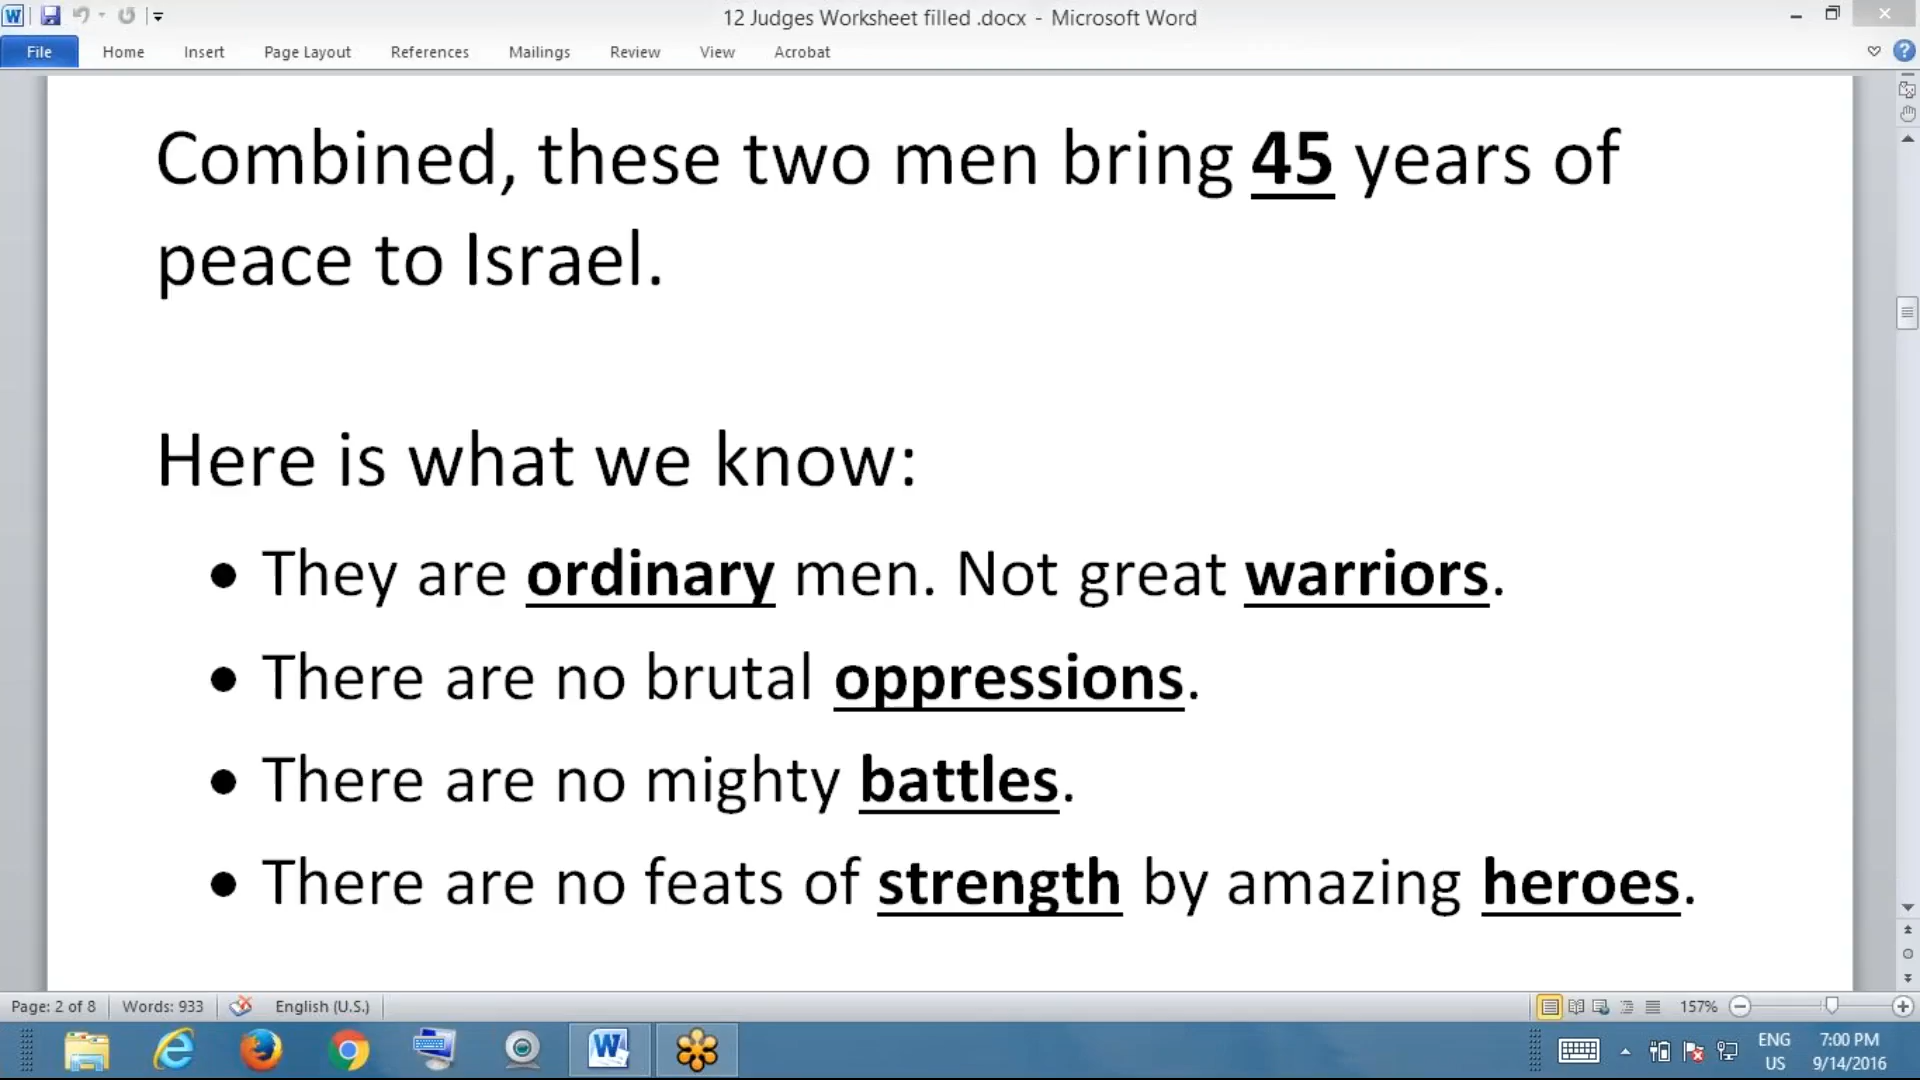 12 Judges Worksheet filled .docx - Microsoft Word
File Home Insert Page Layout References Mailings Review View Acrobat
Combined, these two men bring 45 years of
peace to Israel.
Here is what we know:
● They are ordinary men. Not great warriors.
● There are no brutal oppressions.
● There are no mighty battles.
● There are no feats of strength by amazing heroes.
Page: 2 of 8 Words: 933 English (U.S.) 157%
ENG 7:00 PM
US 9/14/2016